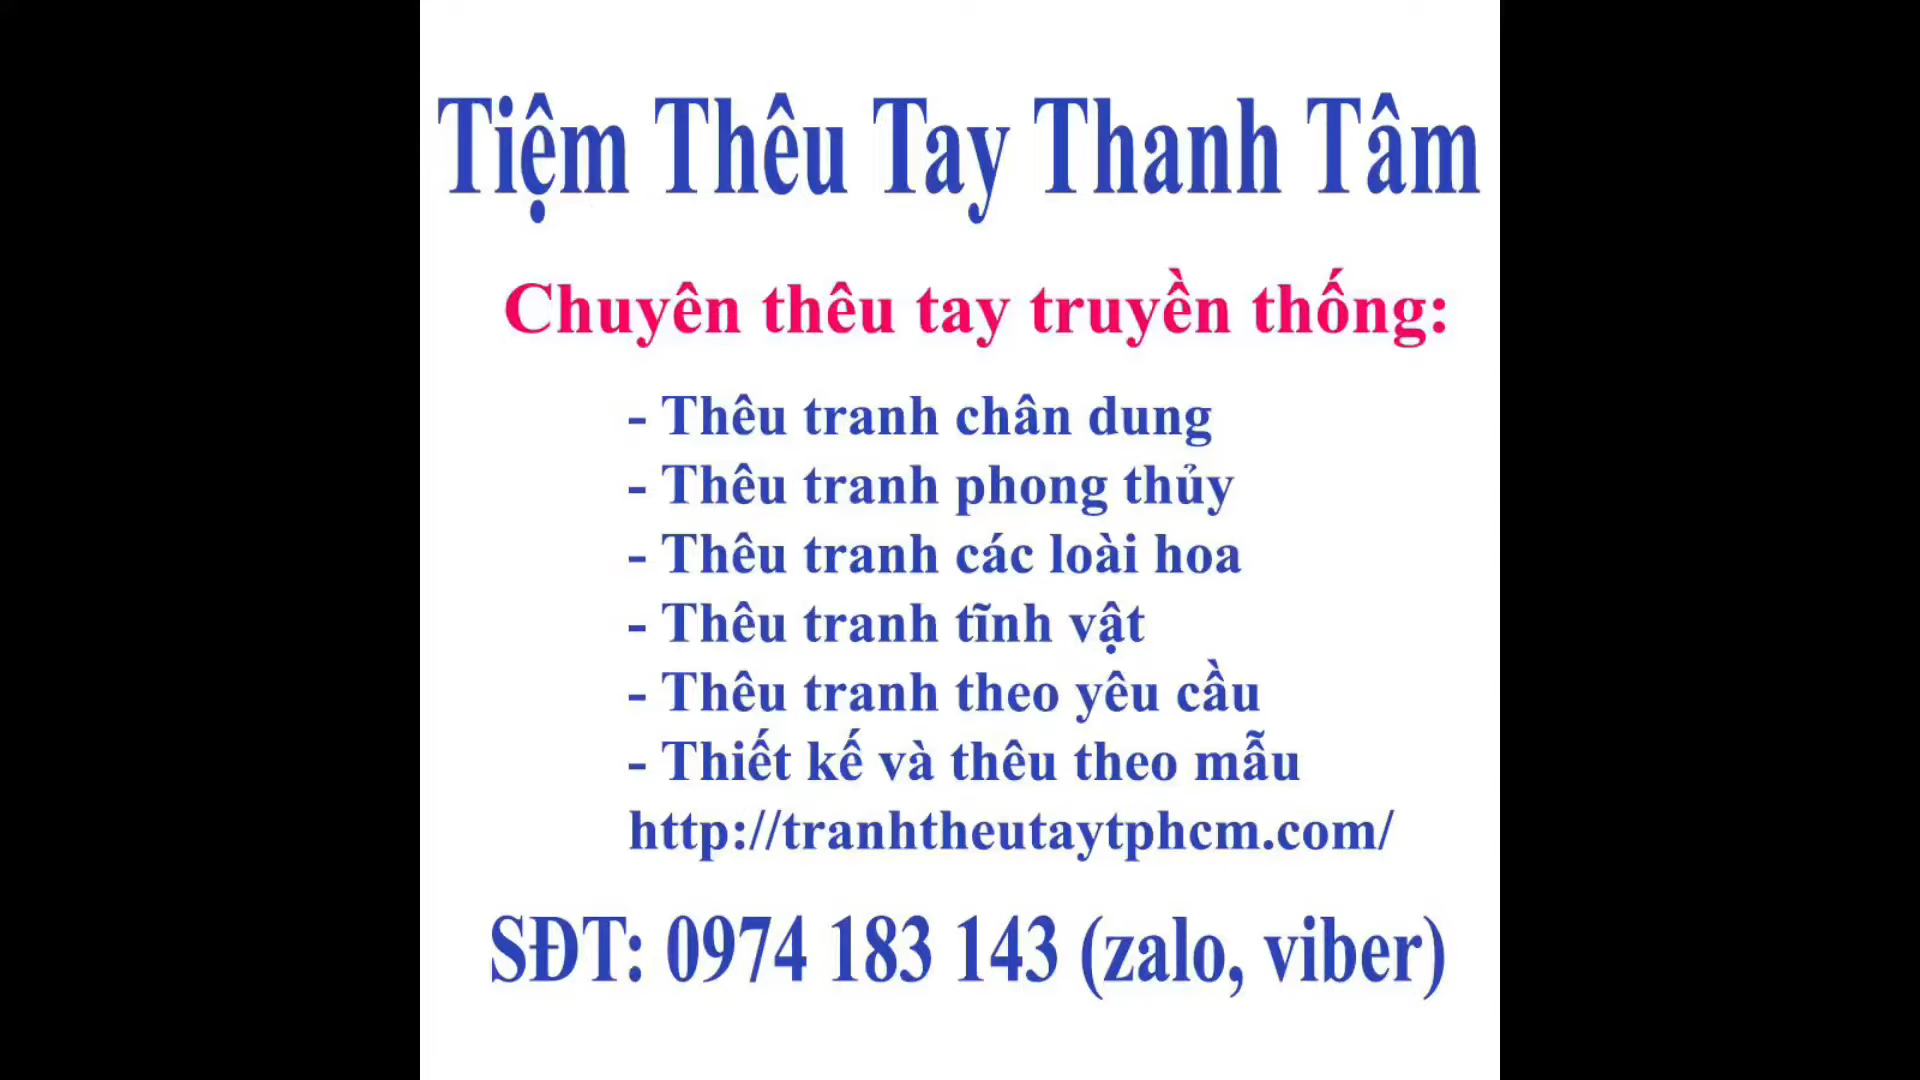 Tiệm Thêu Tay Thanh Tâm
Chuyên thêu tay truyền thống:
- Thêu tranh chân dung
- Thêu tranh phong thủy
- Thêu tranh các loài hoa
- Thêu tranh tĩnh vật
- Thêu tranh theo yêu cầu
- Thiết kế và thêu theo mẫu
http://tranhtheutaytphcm.com/
SĐT: 0974 183 143 (zalo, viber)